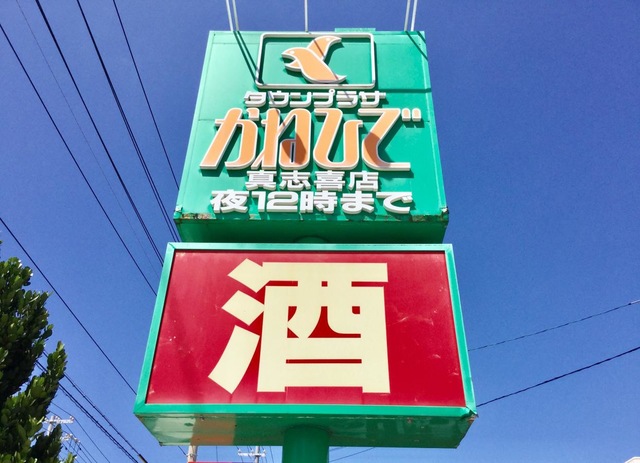 タウンプラザ
かねひで
真志喜店
夜12時まで
酒